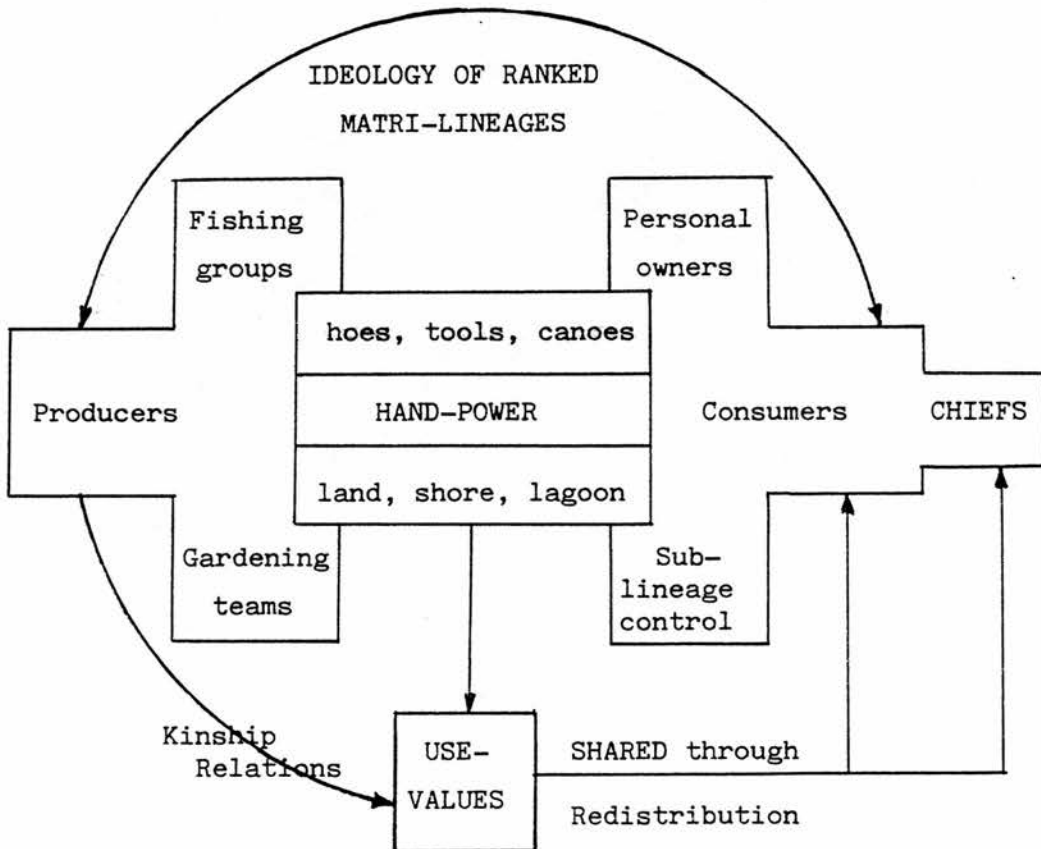 IDEOLOGY OF RANKED
MATRI-LINEAGES
Fishing
groups
Personal
owners
hoes, tools, canoes
Producers
HAND-POWER
Consumers
CHIEFS
land, shore, lagoon
Gardening
teams
Sub-
lineage
control
Kinship
Relations
USE-
VALUES
SHARED through
Redistribution